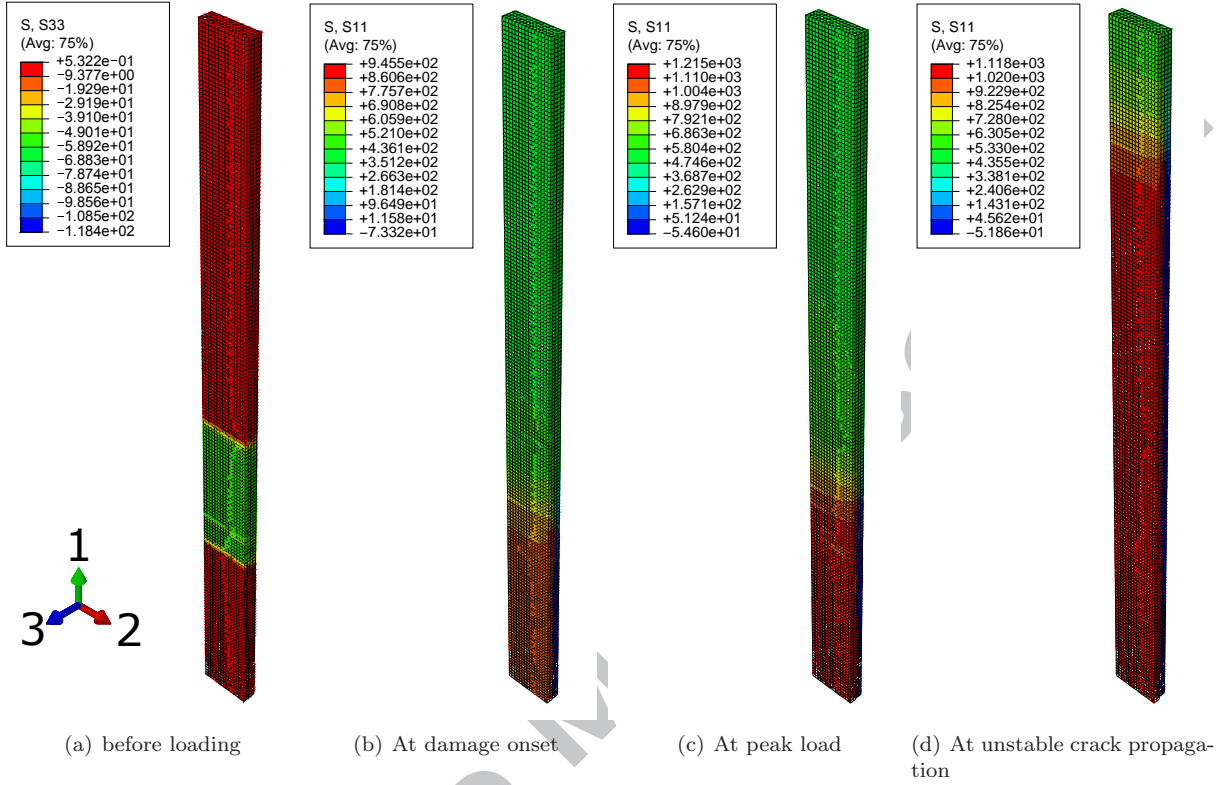 S, S33
(Avg: 75%)
+5.322e−01
−9.377e+00
−1.929e+01
−2.919e+01
−3.910e+01
−4.901e+01
−5.892e+01
−6.883e+01
−7.874e+01
−8.865e+01
−9.856e+01
−1.085e+02
−1.184e+02
S, S11
(Avg: 75%)
+9.455e+02
+8.606e+02
+7.757e+02
+6.908e+02
+6.059e+02
+5.210e+02
+4.361e+02
+3.512e+02
+2.663e+02
+1.814e+02
+9.649e+01
+1.158e+01
−7.332e+01
S, S11
(Avg: 75%)
+1.215e+03
+1.110e+03
+1.004e+03
+8.979e+02
+7.921e+02
+6.863e+02
+5.804e+02
+4.746e+02
+3.687e+02
+2.629e+02
+1.571e+02
+5.124e+01
−5.460e+01
S, S11
(Avg: 75%)
+1.118e+03
+1.020e+03
+9.229e+02
+8.254e+02
+7.280e+02
+6.305e+02
+5.330e+02
+4.355e+02
+3.381e+02
+2.406e+02
+1.431e+02
+4.562e+01
−5.186e+01
1
3
2
(a) before loading
(b) At damage onset
(c) At peak load
(d) At unstable crack propaga-
tion